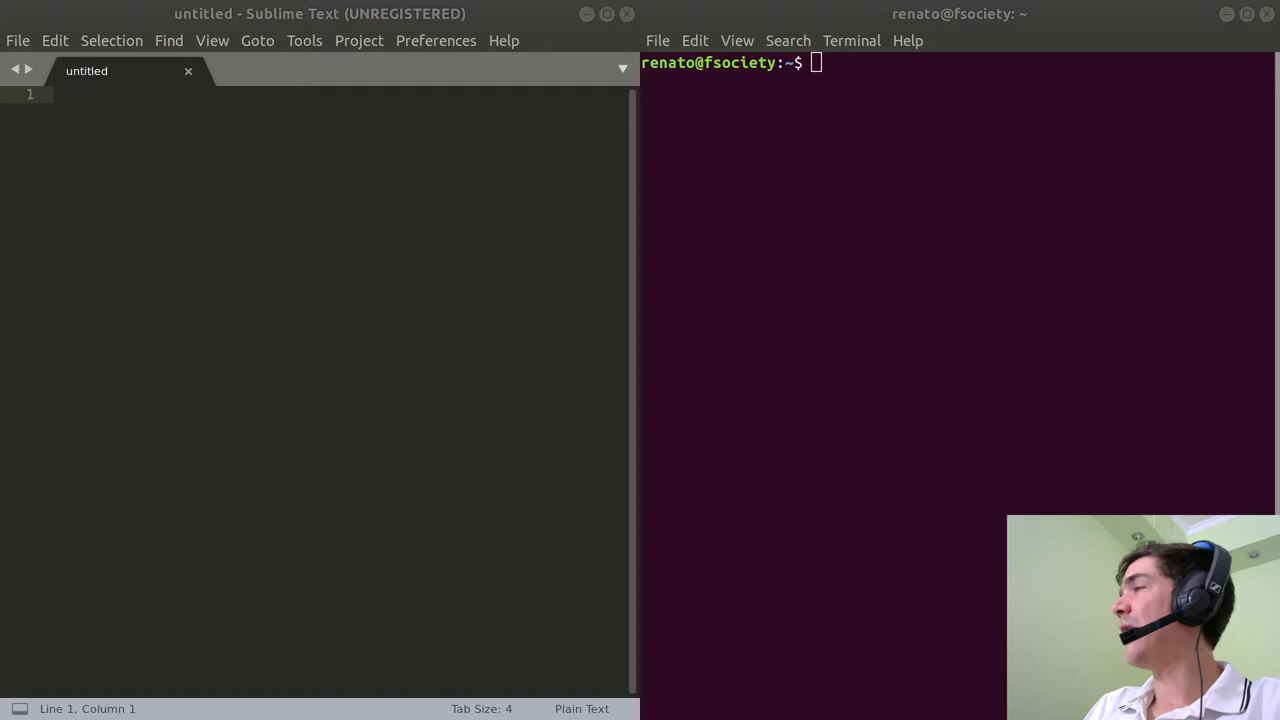 untitled - Sublime Text (UNREGISTERED)
File Edit Selection Find View Goto Tools Project Preferences Help
untitled
1
Line 1, Column 1
Tab Size: 4
Plain Text
renato@fsociety: ~
File Edit View Search Terminal Help
renato@fsociety:~$